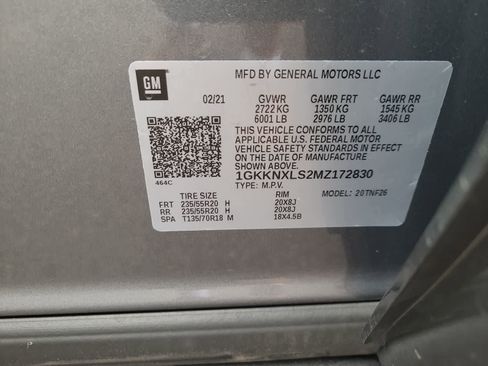 GM
MFD BY GENERAL MOTORS LLC
02/21 GVWR GAWR FRT GAWR RR
2722 KG 1350 KG 1545 KG
6001 LB 2976 LB 3406 LB
THIS VEHICLE CONFORMS TO ALL
APPLICABLE U.S. FEDERAL MOTOR
VEHICLE SAFETY STANDARDS IN EFFECT
ON THE DATE OF MANUFACTURE
SHOWN ABOVE.
1GKKNXLS2MZ172830
464C TYPE: M.P.V. MODEL: 20TNF26
TIRE SIZE RIM
FRT 235/55R20 H 20X8J
RR 235/55R20 H 20X8J
SPA T135/70R18 M 18X4.5B